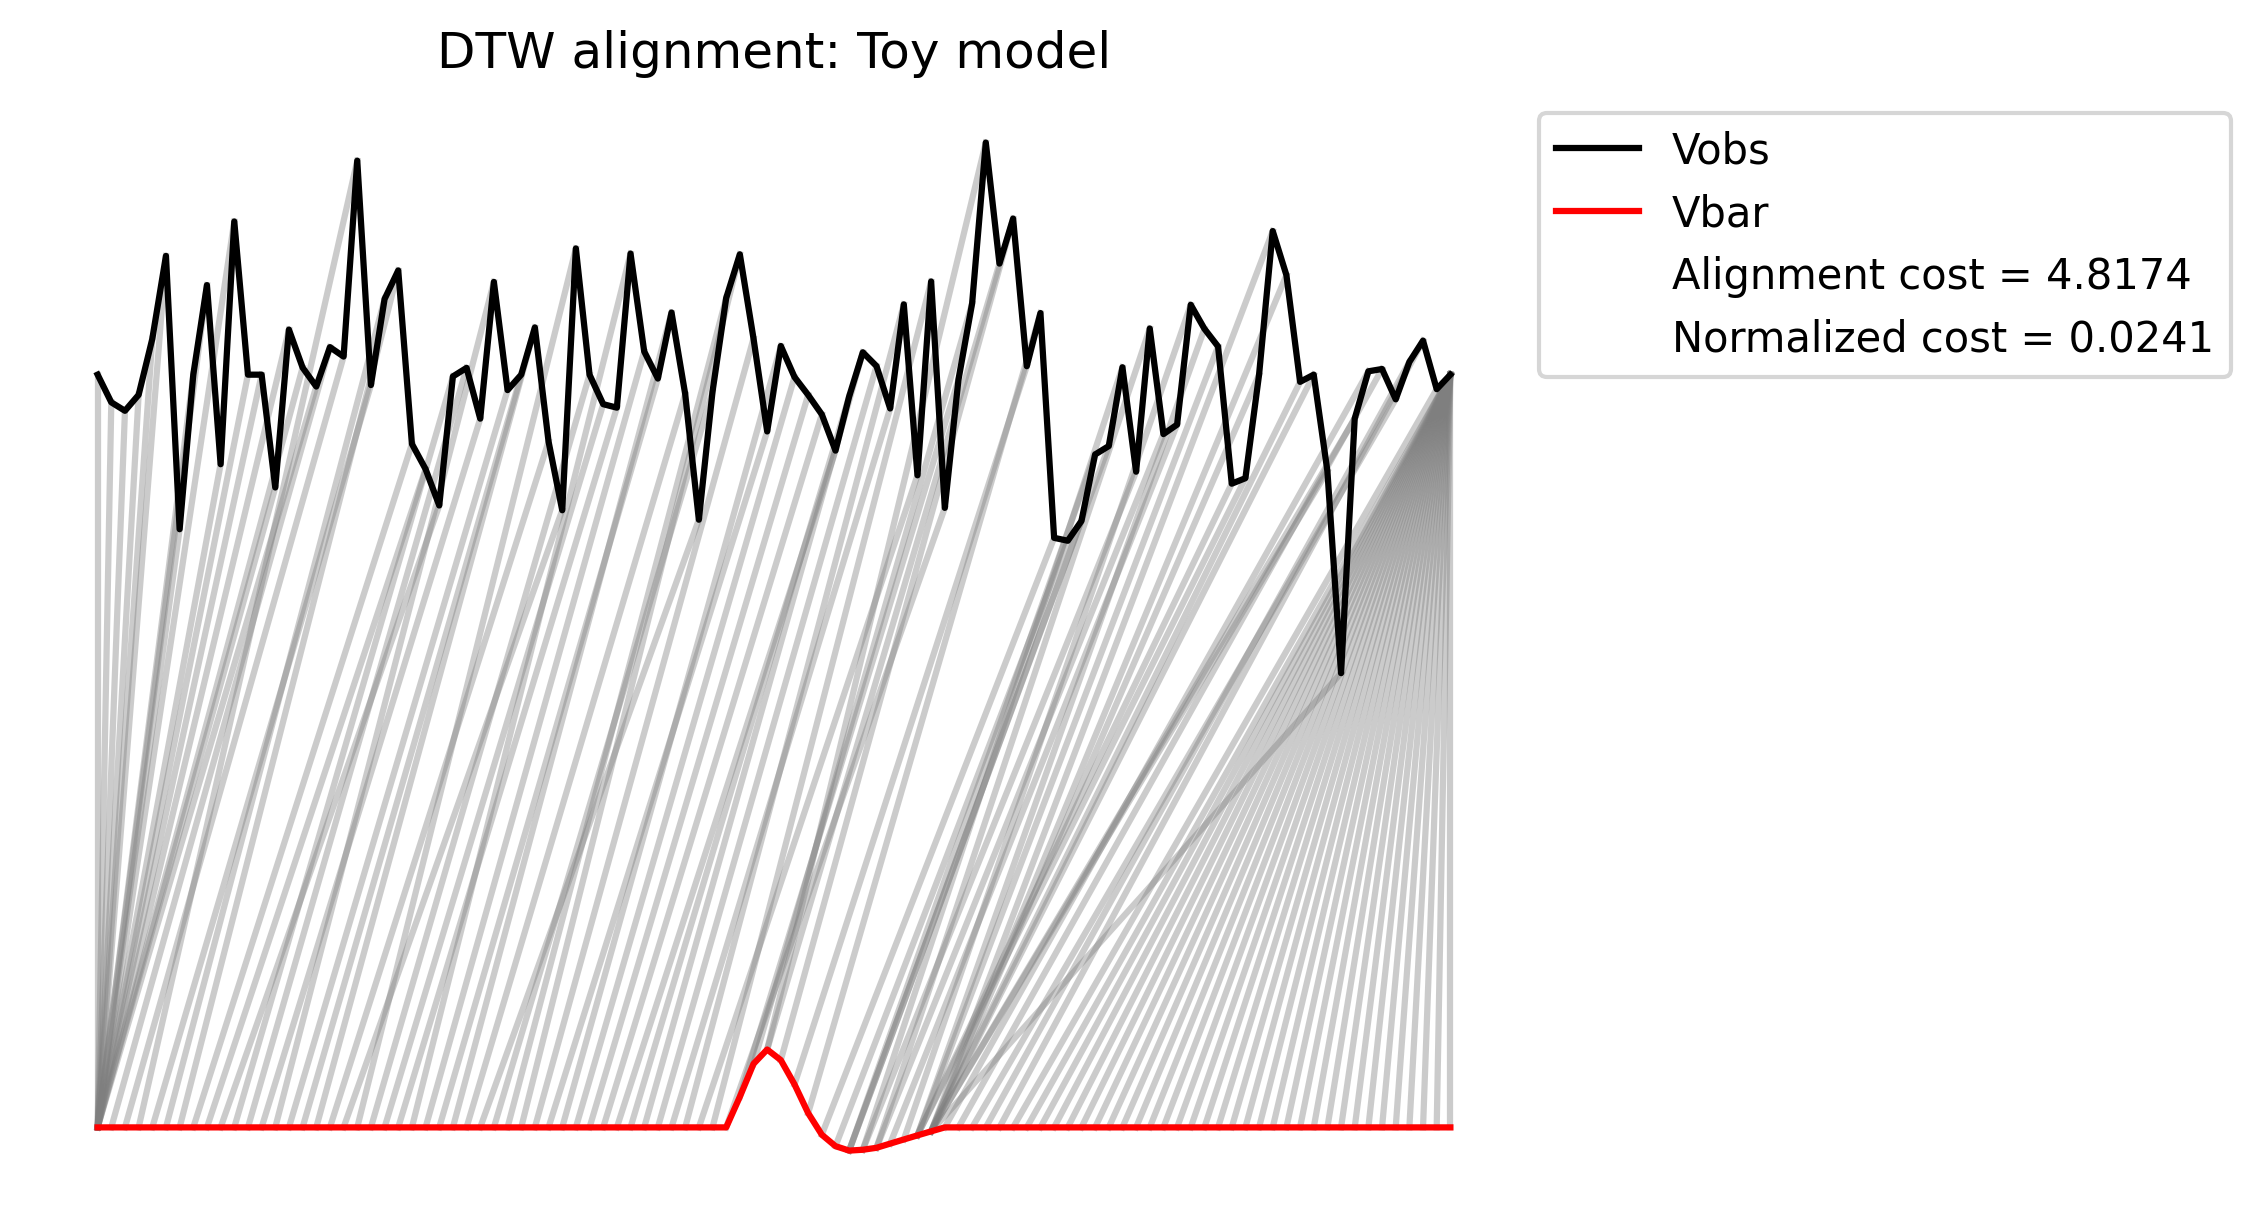 DTW alignment: Toy model
Vobs
Vbar
Alignment cost = 4.8174
Normalized cost = 0.0241